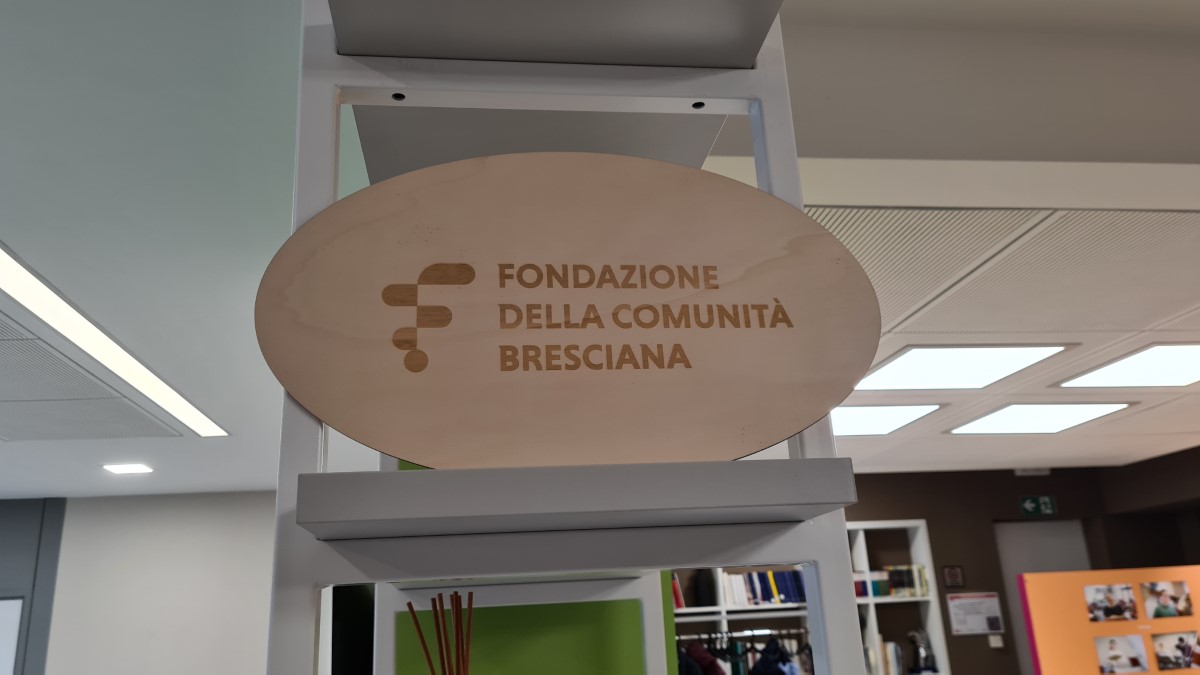 FONDAZIONE
DELLA COMUNITÀ
BRESCIANA